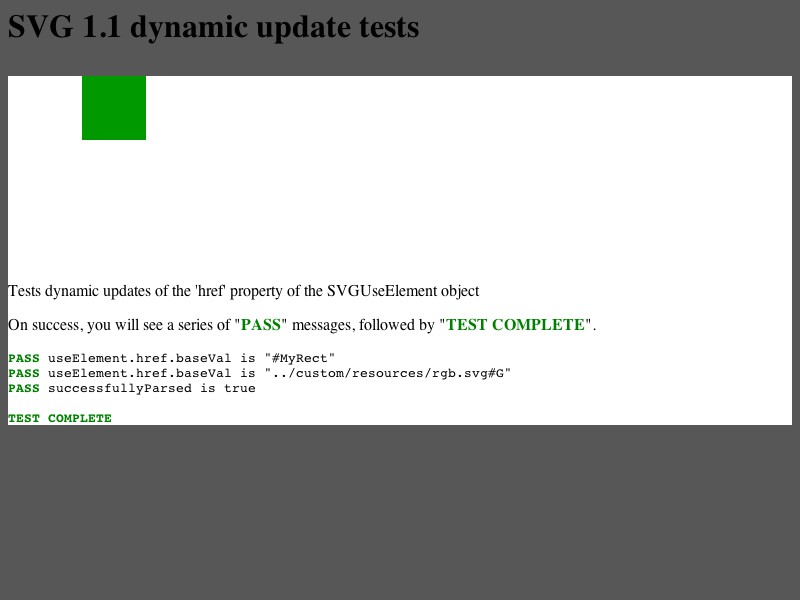 SVG 1.1 dynamic update tests
Tests dynamic updates of the 'href' property of the SVGUseElement object
On success, you will see a series of "PASS" messages, followed by "TEST COMPLETE".
PASS useElement.href.baseVal is "#MyRect"
PASS useElement.href.baseVal is "../custom/resources/rgb.svg#G"
PASS successfullyParsed is true
TEST COMPLETE